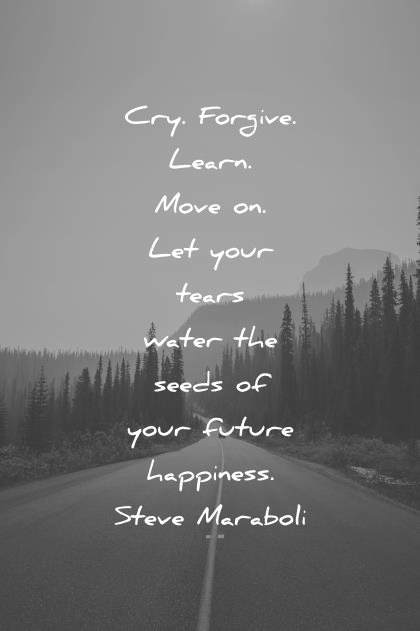 Cry. Forgive.
Learn.
Move on.
Let your
tears
water the
seeds of
your future
happiness.
Steve Maraboli